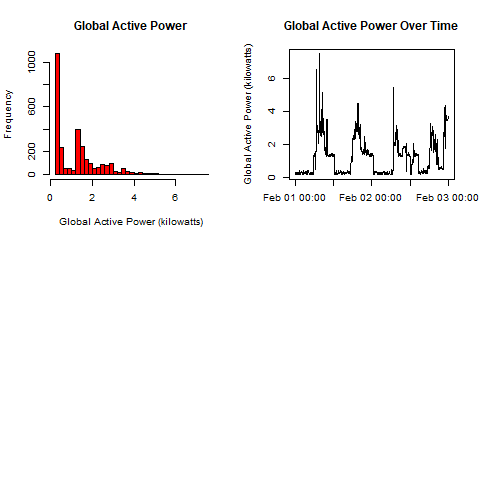 Global Active Power
Frequency
1000
600
200
0
0 2 4 6
Global Active Power (kilowatts)
Global Active Power Over Time
Global Active Power (kilowatts)
6
4
2
0
Feb 01 00:00 Feb 02 00:00 Feb 03 00:00